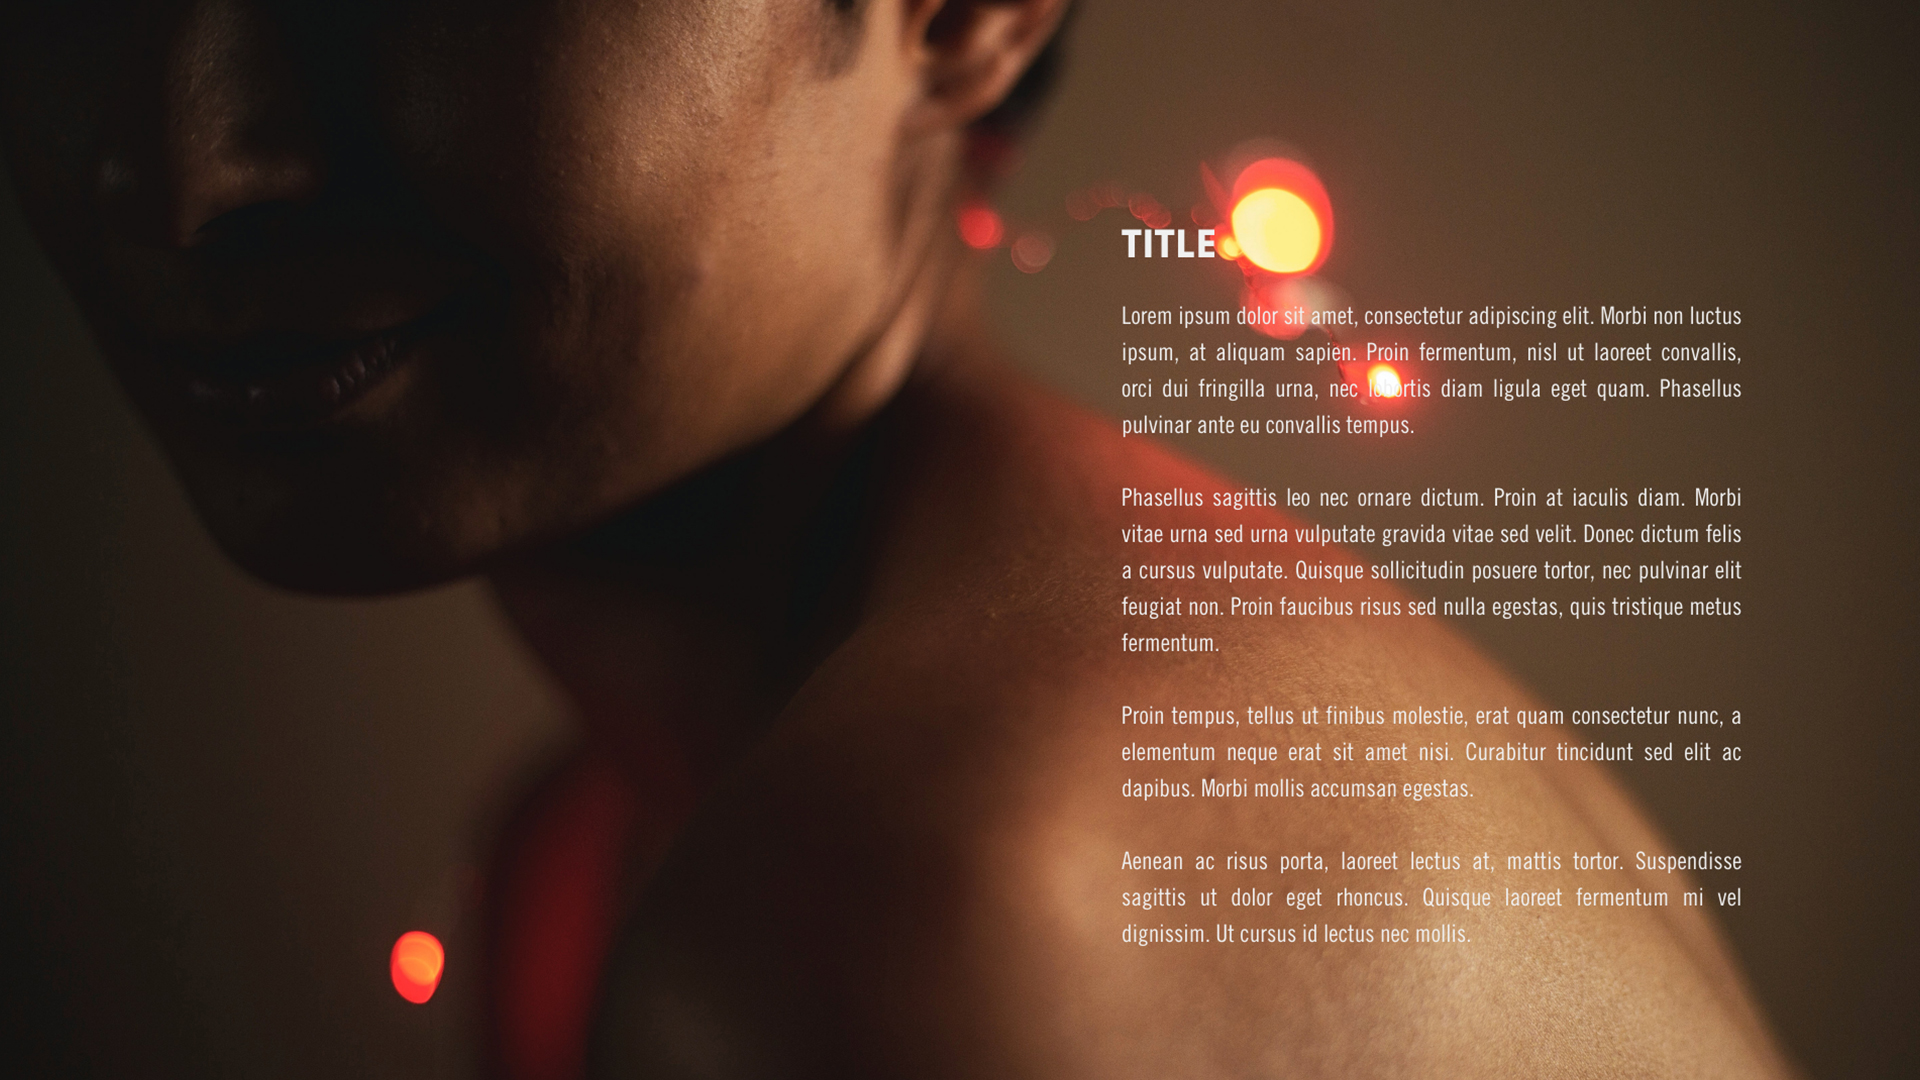 TITLE
Lorem ipsum dolor sit amet, consectetur adipiscing elit. Morbi non luctus
ipsum, at aliquam sapien. Proin fermentum, nisl ut laoreet convallis,
orci dui fringilla urna, nec lobortis diam ligula eget quam. Phasellus
pulvinar ante eu convallis tempus.
Phasellus sagittis leo nec ornare dictum. Proin at iaculis diam. Morbi
vitae urna sed urna vulputate gravida vitae sed velit. Donec dictum felis
a cursus vulputate. Quisque sollicitudin posuere tortor, nec pulvinar elit
feugiat non. Proin faucibus risus sed nulla egestas, quis tristique metus
fermentum.
Proin tempus, tellus ut finibus molestie, erat quam consectetur nunc, a
elementum neque erat sit amet nisi. Curabitur tincidunt sed elit ac
dapibus. Morbi mollis accumsan egestas.
Aenean ac risus porta, laoreet lectus at, mattis tortor. Suspendisse
sagittis ut dolor eget rhoncus. Quisque laoreet fermentum mi vel
dignissim. Ut cursus id lectus nec mollis.